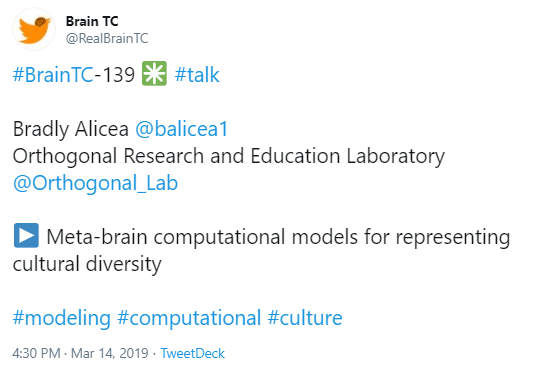 Brain TC
@RealBrainTC
#BrainTC-139 ✳️ #talk
Bradly Alicea @balicea1
Orthogonal Research and Education Laboratory
@Orthogonal_Lab
▶️ Meta-brain computational models for representing
cultural diversity
#modeling #computational #culture
4:30 PM · Mar 14, 2019 · TweetDeck